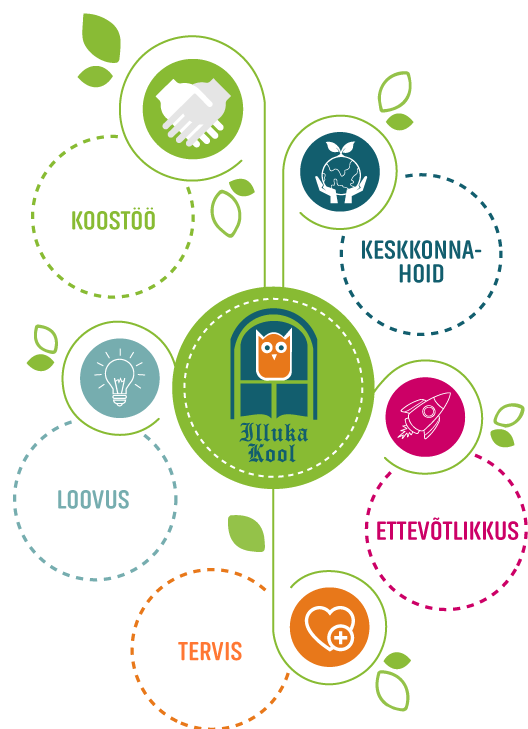 KOOSTÖÖ
KESKKONNA-
HOID
Illuka
Kool
LOOVUS
ETTEVÕTLIKKUS
TERVIS